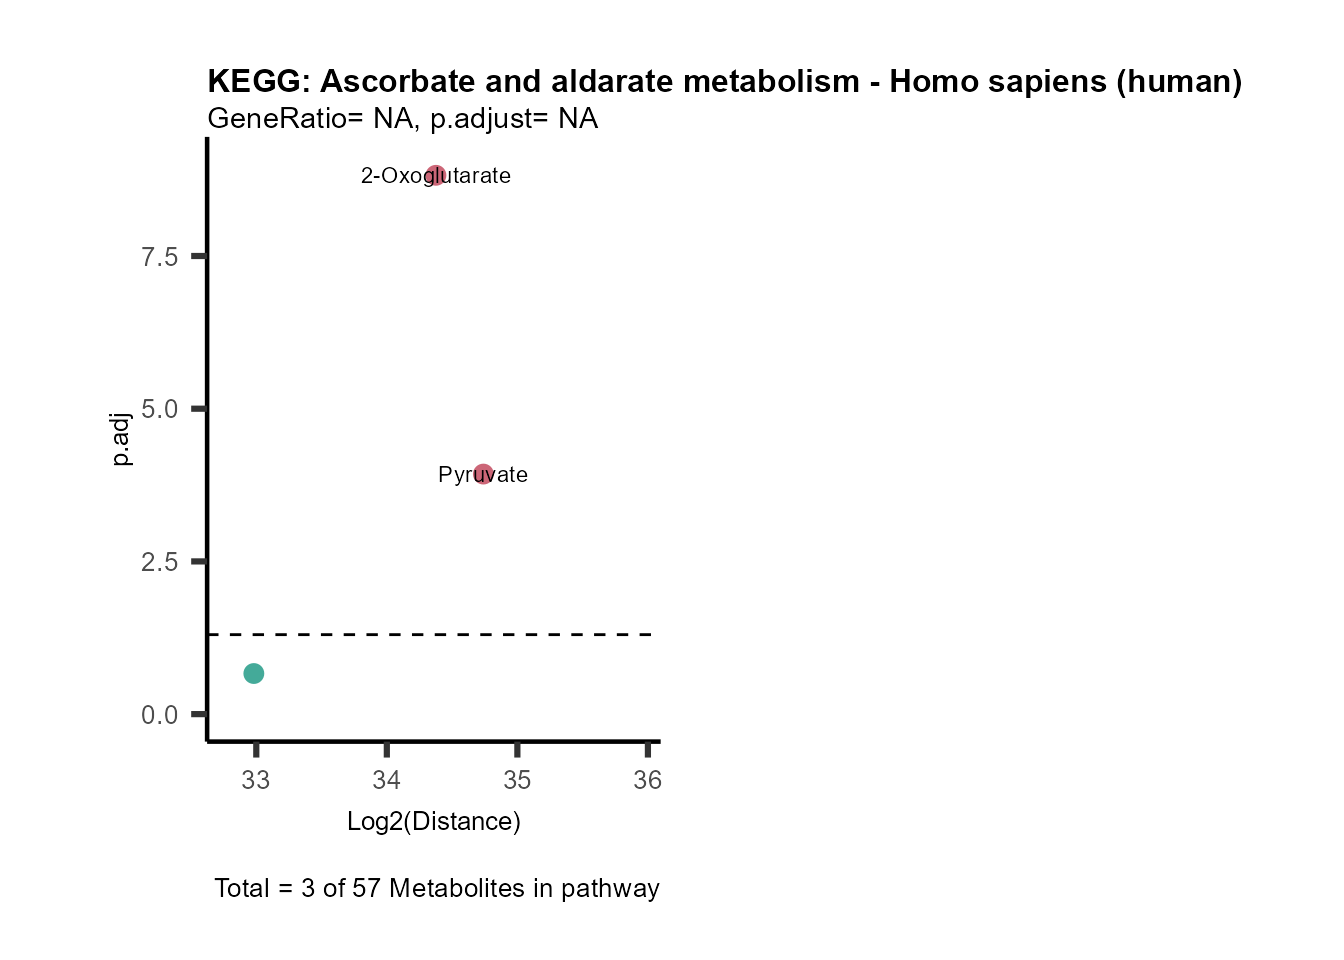 KEGG: Ascorbate and aldarate metabolism - Homo sapiens (human)
GeneRatio= NA, p.adjust= NA
2-Oxoglutarate
7.5
5.0
p.adj
Pyruvate
2.5
0.0
33 34 35 36
Log2(Distance)
Total = 3 of 57 Metabolites in pathway